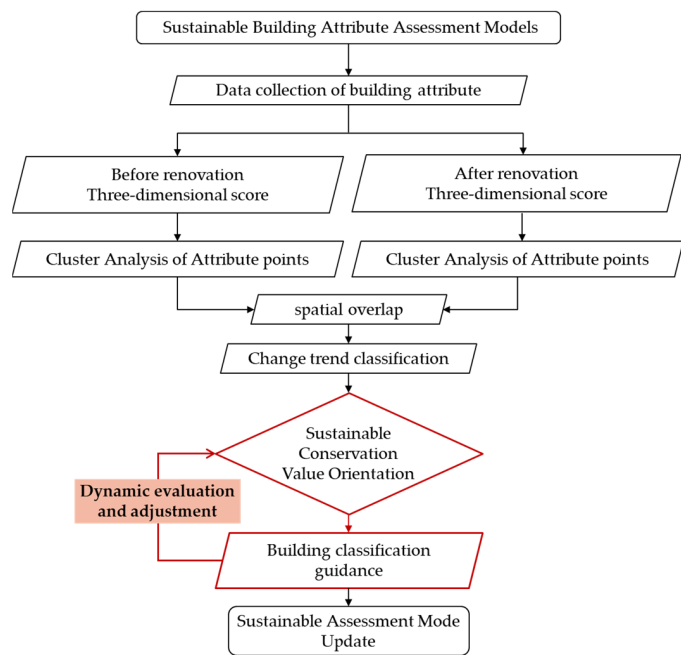 Sustainable Building Attribute Assessment Models
Data collection of building attribute
Before renovation
Three-dimensional score
After renovation
Three-dimensional score
Cluster Analysis of Attribute points
Cluster Analysis of Attribute points
spatial overlap
Change trend classification
Sustainable
Conservation
Value Orientation
Dynamic evaluation
and adjustment
Building classification
guidance
Sustainable Assessment Mode
Update